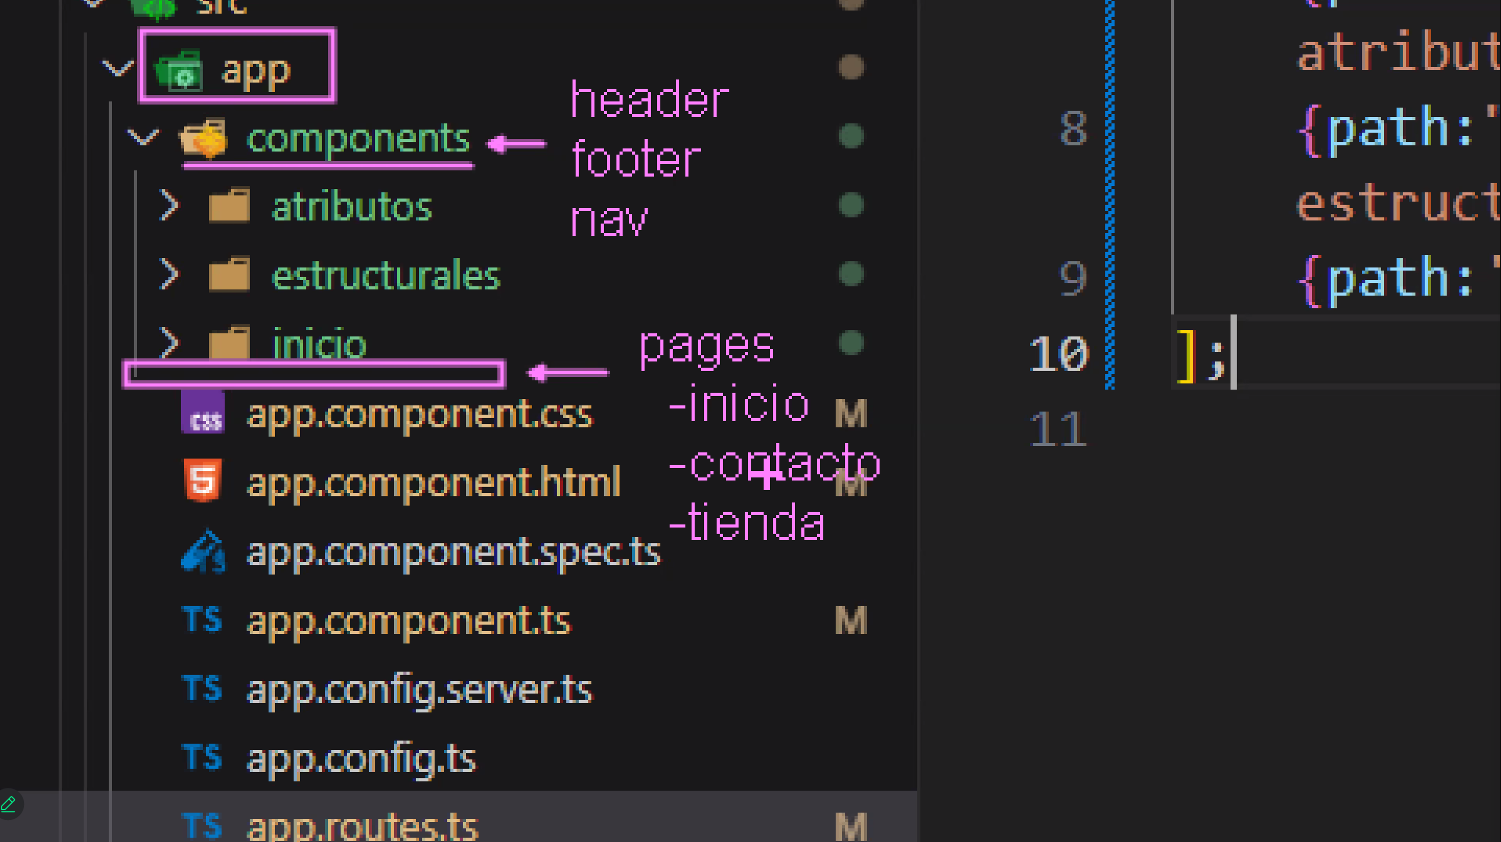 src
app
components
atributos
estructurales
inicio
app.component.css M
app.component.html M
app.component.spec.ts
app.component.ts M
app.config.server.ts
app.config.ts
app.routes.ts M
header
footer
nav
pages
-inicio
-contacto
-tienda
atribut
8 {path:'
estruct
9 {path:'
10 ];
11